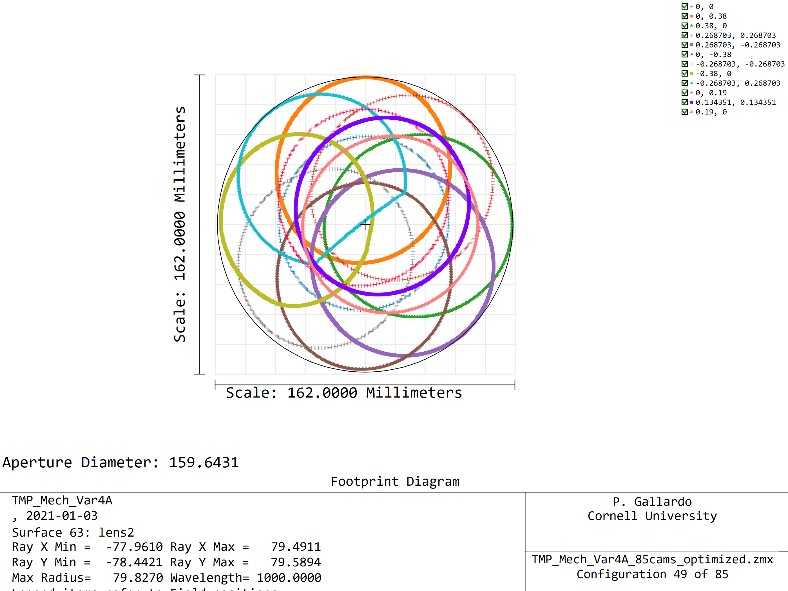 0, 0
0, 0.38
0.38, 0
0.268703, 0.268703
0.268703, -0.268703
0, -0.38
-0.268703, -0.268703
-0.38, 0
-0.268703, 0.268703
0, 0.19
0.134351, 0.134351
0.19, 0
Scale: 162.0000 Millimeters
Scale: 162.0000 Millimeters
Aperture Diameter: 159.6431
Footprint Diagram
TMP_Mech_Var4A
, 2021-01-03
Surface 63: lens2
Ray X Min = -77.9610 Ray X Max = 79.4911
Ray Y Min = -78.4421 Ray Y Max = 79.5894
Max Radius= 79.8270 Wavelength= 1000.0000
P. Gallardo
Cornell University
TMP_Mech_Var4A_85cams_optimized.zmx
Configuration 49 of 85